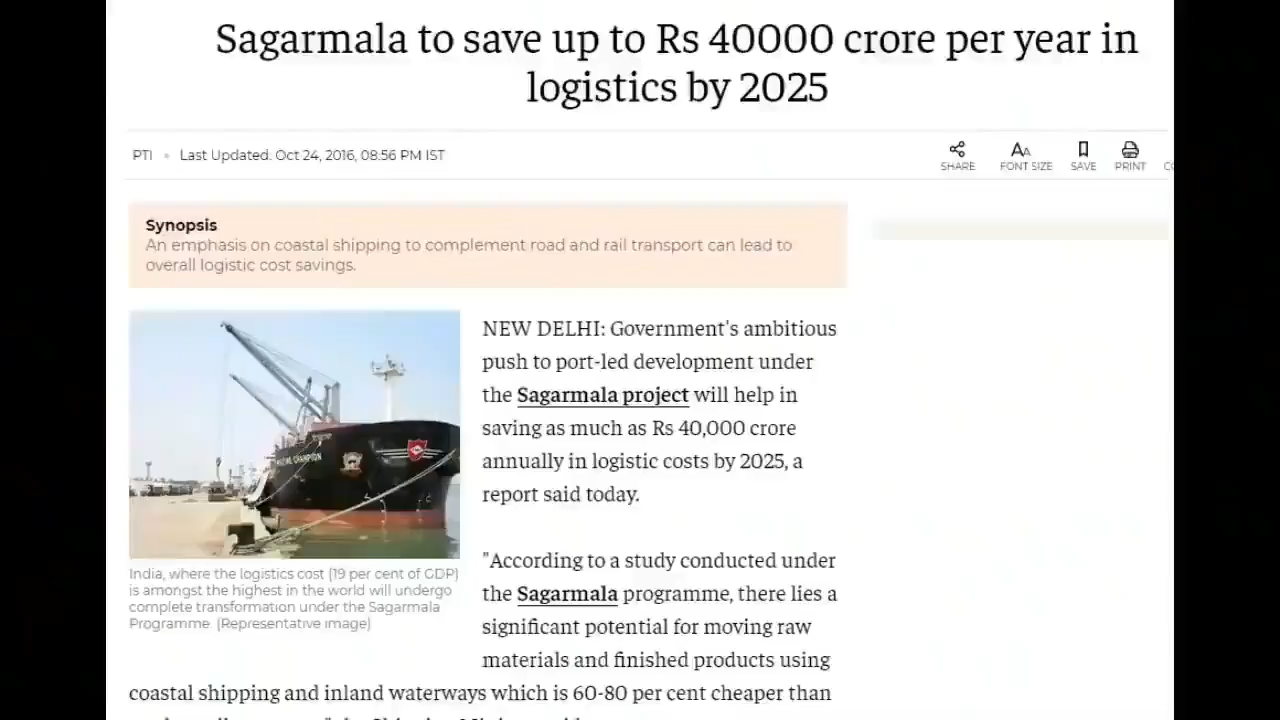 Sagarmala to save up to Rs 40000 crore per year in
logistics by 2025
PTI • Last Updated: Oct 24, 2016, 08:56 PM IST
SHARE
FONT SIZE
SAVE
PRINT
Synopsis
An emphasis on coastal shipping to complement road and rail transport can lead to
overall logistic cost savings.
India, where the logistics cost (19 per cent of GDP)
is amongst the highest in the world will undergo
complete transformation under the Sagarmala
Programme. (Representative image)
NEW DELHI: Government's ambitious
push to port-led development under
the Sagarmala project will help in
saving as much as Rs 40,000 crore
annually in logistic costs by 2025, a
report said today.
"According to a study conducted under
the Sagarmala programme, there lies a
significant potential for moving raw
materials and finished products using
coastal shipping and inland waterways which is 60-80 per cent cheaper than